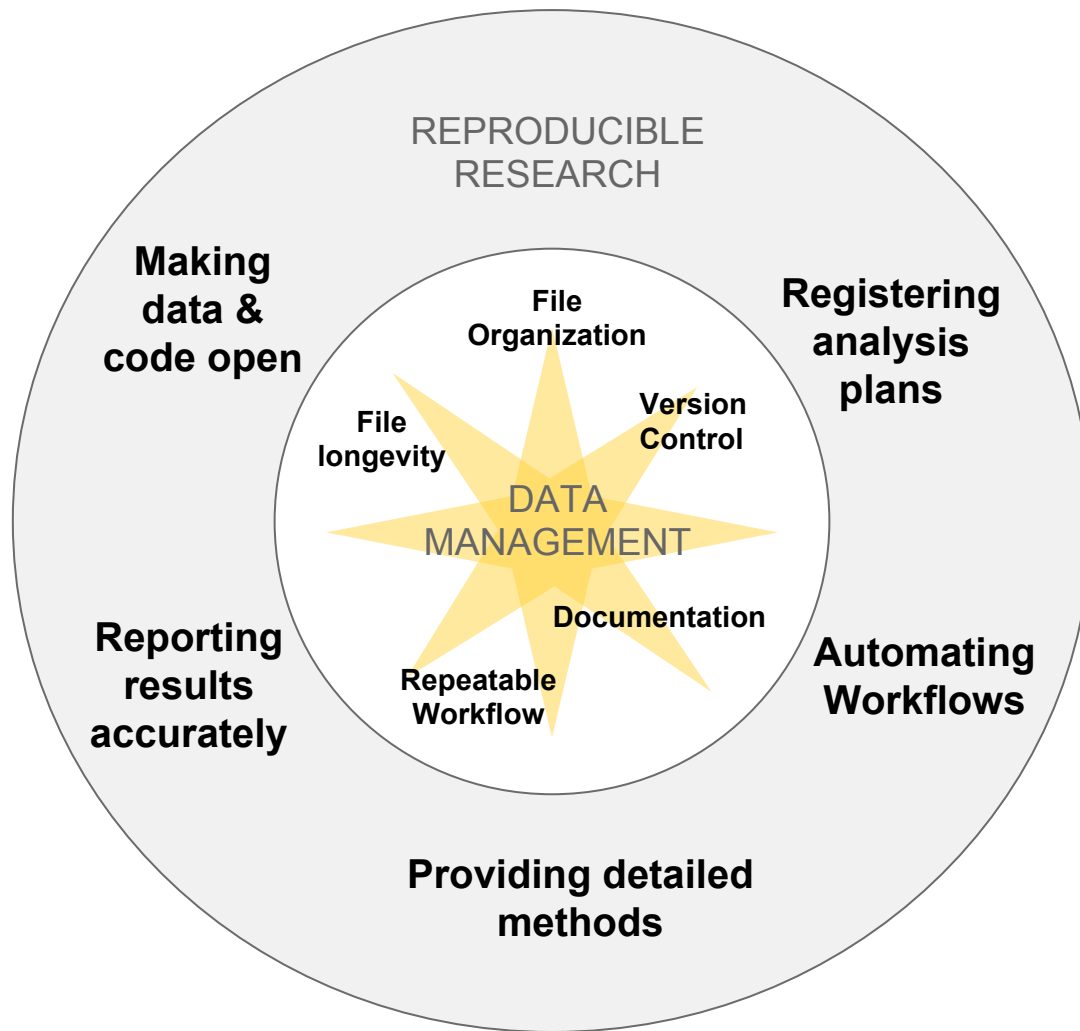 REPRODUCIBLE
RESEARCH
Making
data &
code open
Registering
analysis
plans
File
Organization
Version
Control
File
longevity
DATA
MANAGEMENT
Documentation
Repeatable
Workflow
Reporting
results
accurately
Automating
Workflows
Providing detailed
methods